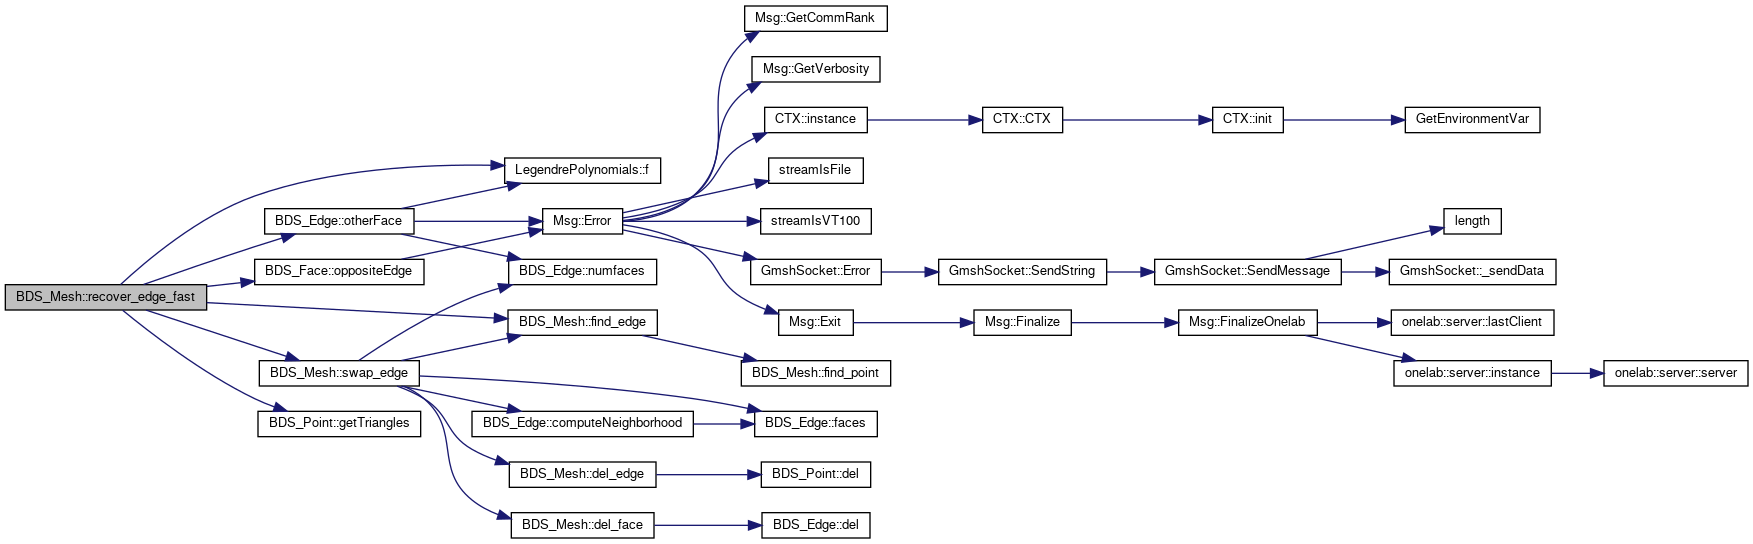 Msg::GetCommRank
Msg::GetVerbosity
CTX::instance
CTX::CTX
CTX::init
GetEnvironmentVar
LegendrePolynomials::f
streamIsFile
BDS_Edge::otherFace
Msg::Error
streamIsVT100
length
BDS_Face::oppositeEdge
BDS_Edge::numfaces
GmshSocket::Error
GmshSocket::SendString
GmshSocket::SendMessage
GmshSocket::_sendData
BDS_Mesh::recover_edge_fast
BDS_Mesh::find_edge
Msg::Exit
Msg::Finalize
Msg::FinalizeOnelab
onelab::server::lastClient
BDS_Mesh::swap_edge
BDS_Mesh::find_point
onelab::server::instance
onelab::server::server
BDS_Point::getTriangles
BDS_Edge::computeNeighborhood
BDS_Edge::faces
BDS_Mesh::del_edge
BDS_Point::del
BDS_Mesh::del_face
BDS_Edge::del